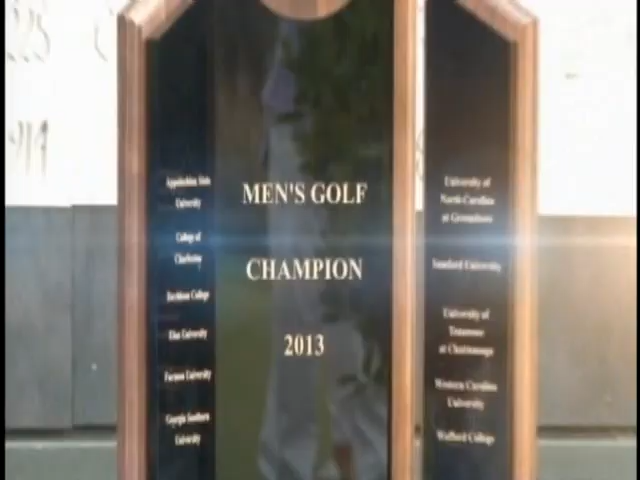 Appalachian State
University
College of
Charleston
Davidson College
Elon University
Furman University
Georgia Southern
University
MEN'S GOLF
CHAMPION
2013
University of
North Carolina
at Greensboro
Samford University
University of
Tennessee
at Chattanooga
Western Carolina
University
Wofford College